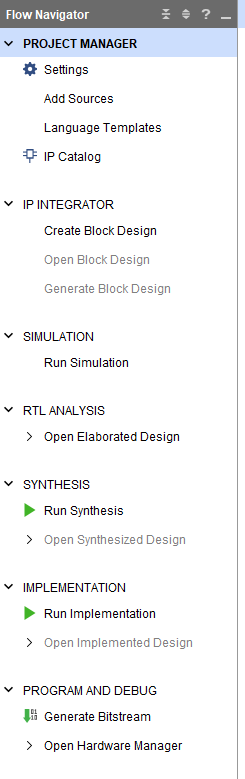 Flow Navigator
PROJECT MANAGER
Settings
Add Sources
Language Templates
IP Catalog
IP INTEGRATOR
Create Block Design
Open Block Design
Generate Block Design
SIMULATION
Run Simulation
RTL ANALYSIS
Open Elaborated Design
SYNTHESIS
Run Synthesis
Open Synthesized Design
IMPLEMENTATION
Run Implementation
Open Implemented Design
PROGRAM AND DEBUG
Generate Bitstream
Open Hardware Manager